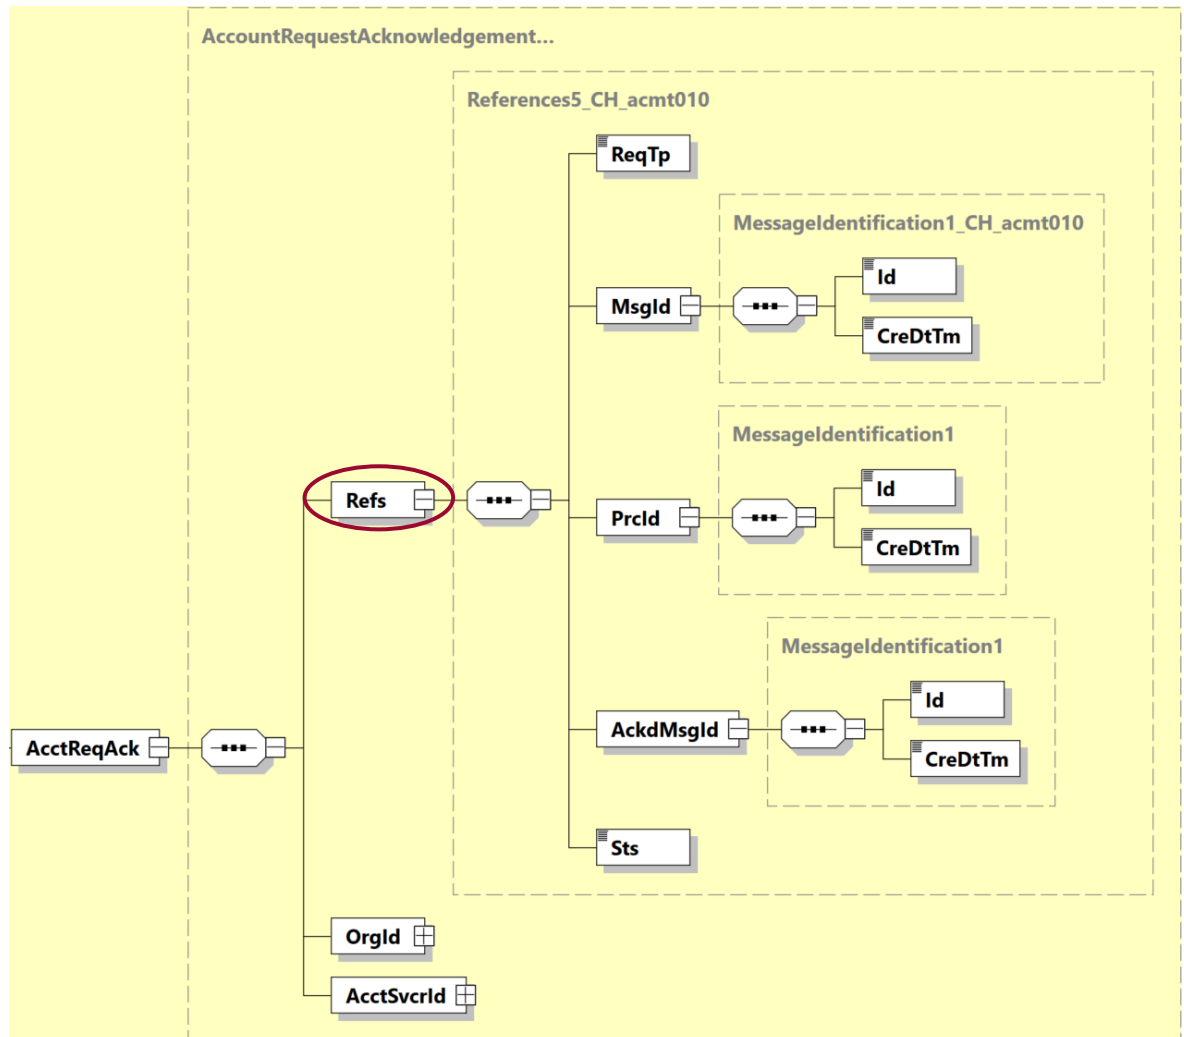 AccountRequestAcknowledgement...
References5_CH_acmt010
ReqTp
MessageIdentification1_CH_acmt010
Id
MsgId
CreDtTm
MessageIdentification1
Id
Refs
PrcId
CreDtTm
MessageIdentification1
Id
AckdMsgId
AcctReqAck
CreDtTm
Sts
OrgId
AcctSvcrId